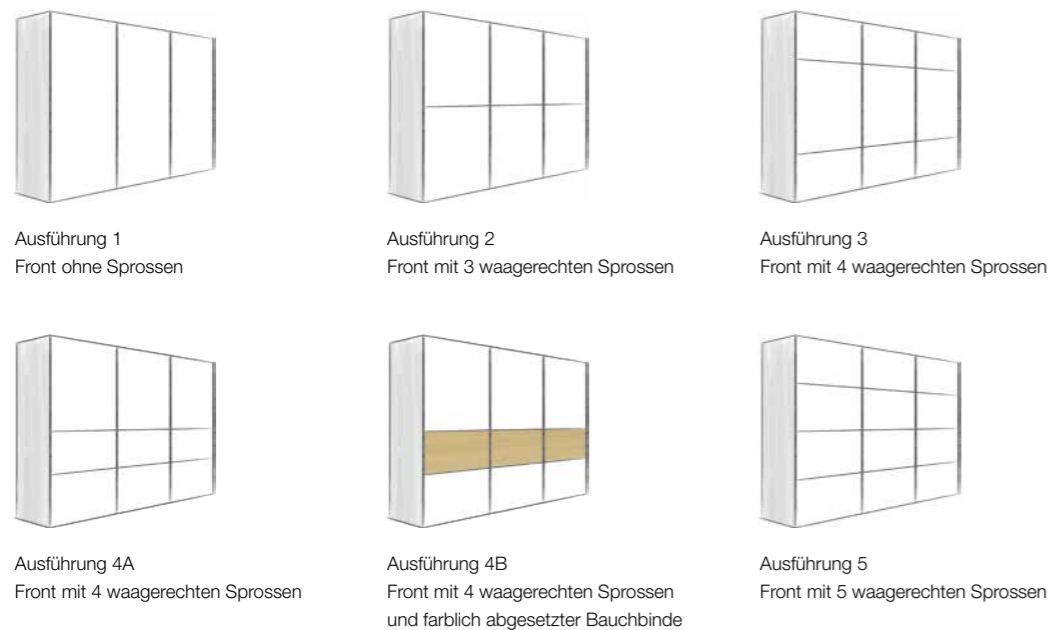 Ausführung 1
Front ohne Sprossen
Ausführung 2
Front mit 3 waagerechten Sprossen
Ausführung 3
Front mit 4 waagerechten Sprossen
Ausführung 4A
Front mit 4 waagerechten Sprossen
Ausführung 4B
Front mit 4 waagerechten Sprossen
und farblich abgesetzter Bauchbinde
Ausführung 5
Front mit 5 waagerechten Sprossen